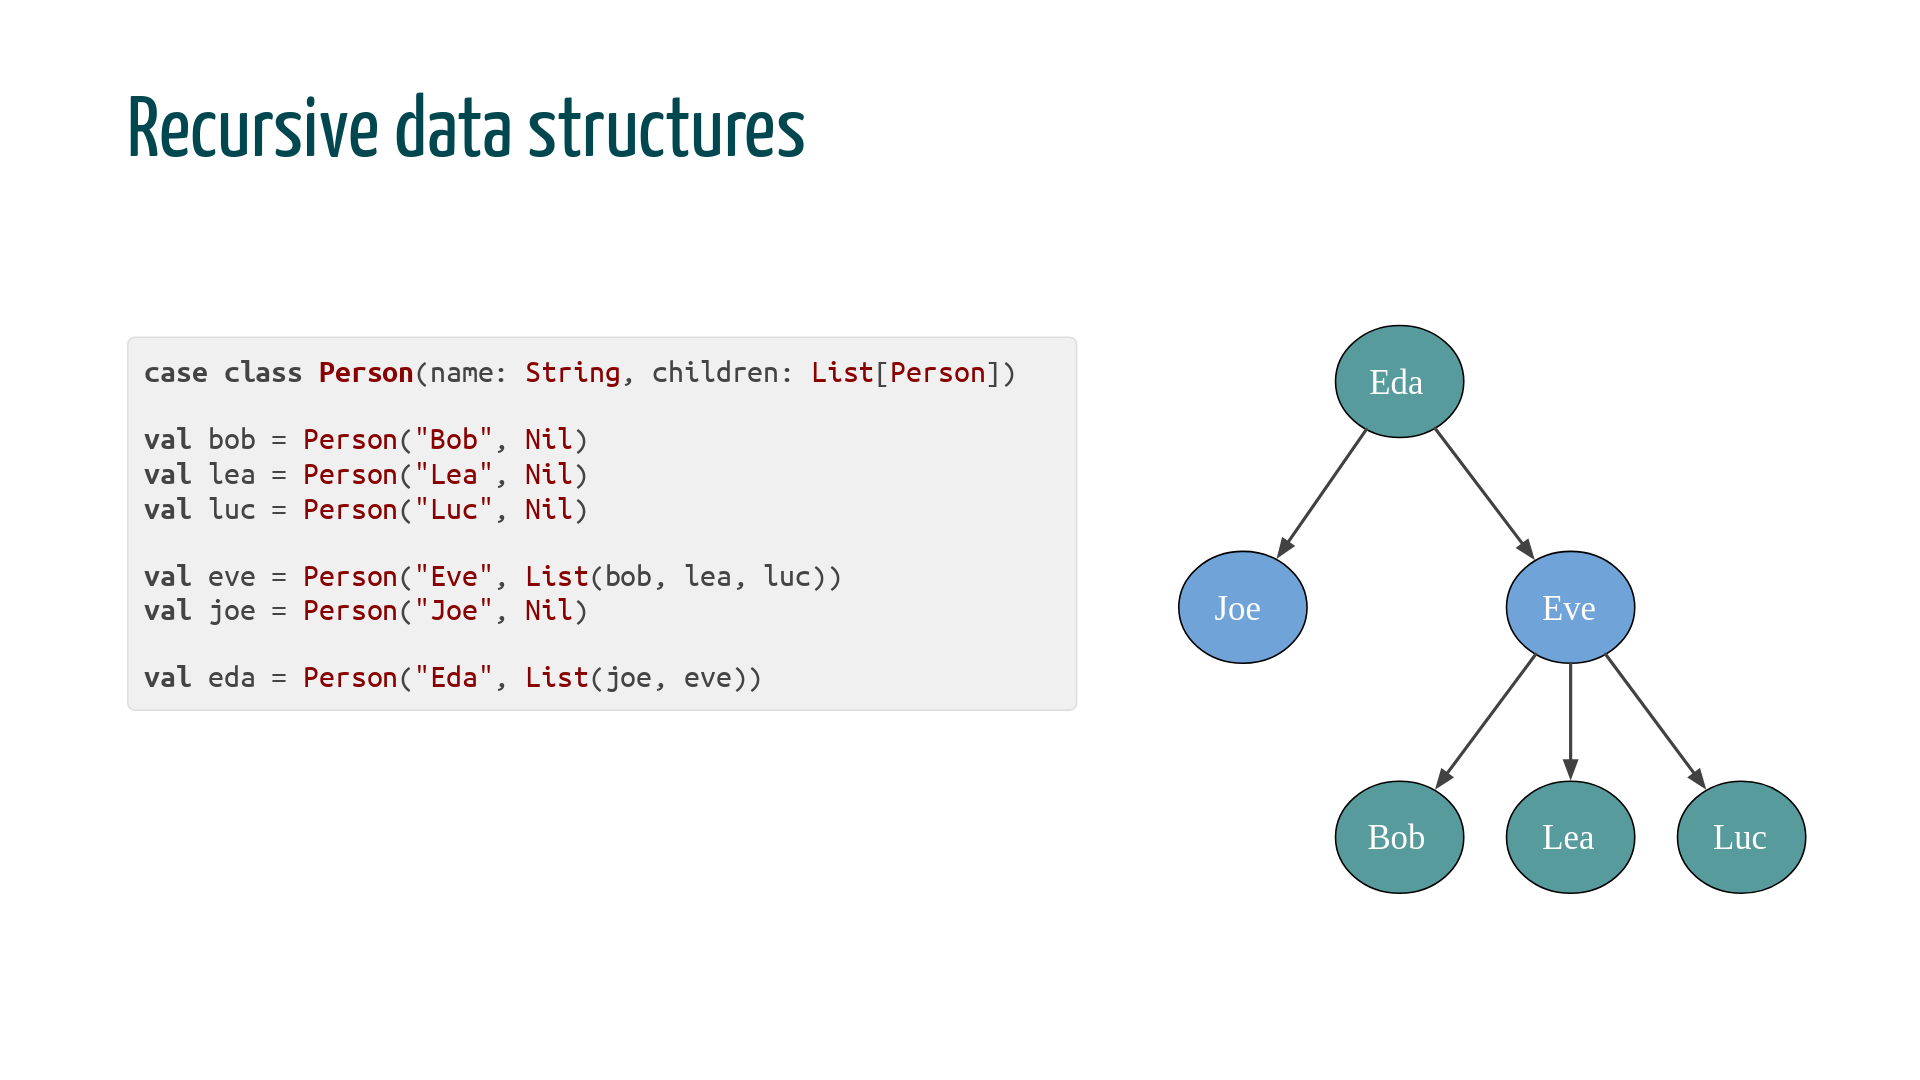 Recursive data structures
case class Person(name: String, children: List[Person])
val bob = Person("Bob", Nil)
val lea = Person("Lea", Nil)
val luc = Person("Luc", Nil)
val eve = Person("Eve", List(bob, lea, luc))
val joe = Person("Joe", Nil)
val eda = Person("Eda", List(joe, eve))
Eda
Joe Eve
Bob Lea Luc